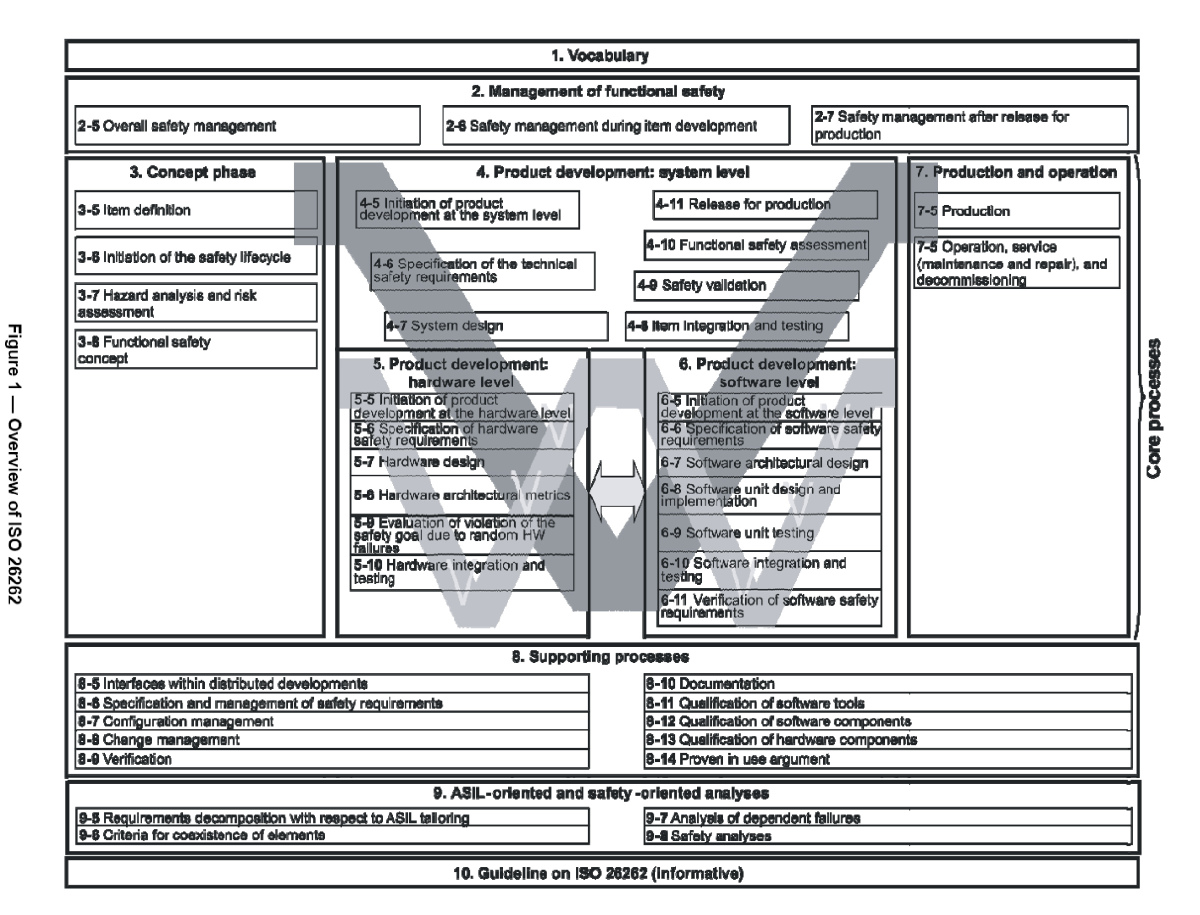 1. Vocabulary
2. Management of functional safety
2-5 Overall safety management
2-6 Safety management during item development
2-7 Safety management after release for
production
3. Concept phase
3-5 Item definition
3-6 Initiation of the safety lifecycle
3-7 Hazard analysis and risk
assessment
3-8 Functional safety
concept
4. Product development: system level
4-5 Initiation of product
development at the system level
4-6 Specification of the technical
safety requirements
4-7 System design
4-11 Release for production
4-10 Functional safety assessment
4-9 Safety validation
4-8 Item integration and testing
7. Production and operation
7-5 Production
7-5 Operation, service
(maintenance and repair), and
decommissioning
5. Product development:
hardware level
5-5 Initiation of product
development at the hardware level
5-6 Specification of hardware
safety requirements
5-7 Hardware design
5-8 Hardware architectural metrics
5-9 Evaluation of violation of the
safety goal due to random HW
failures
5-10 Hardware integration and
testing
6. Product development:
software level
6-5 Initiation of product
development at the software level
6-6 Specification of software safety
requirements
6-7 Software architectural design
6-8 Software unit design and
implementation
6-9 Software unit testing
6-10 Software integration and
testing
6-11 Verification of software safety
requirements
Core processes
8. Supporting processes
8-5 Interfaces within distributed developments
8-6 Specification and management of safety requirements
8-7 Configuration management
8-8 Change management
8-9 Verification
8-10 Documentation
8-11 Qualification of software tools
8-12 Qualification of software components
8-13 Qualification of hardware components
8-14 Proven in use argument
9. ASIL-oriented and safety -oriented analyses
9-5 Requirements decomposition with respect to ASIL tailoring
9-6 Criteria for coexistence of elements
9-7 Analysis of dependent failures
9-8 Safety analyses
10. Guideline on ISO 26262 (informative)
Figure 1 — Overview of ISO 26262